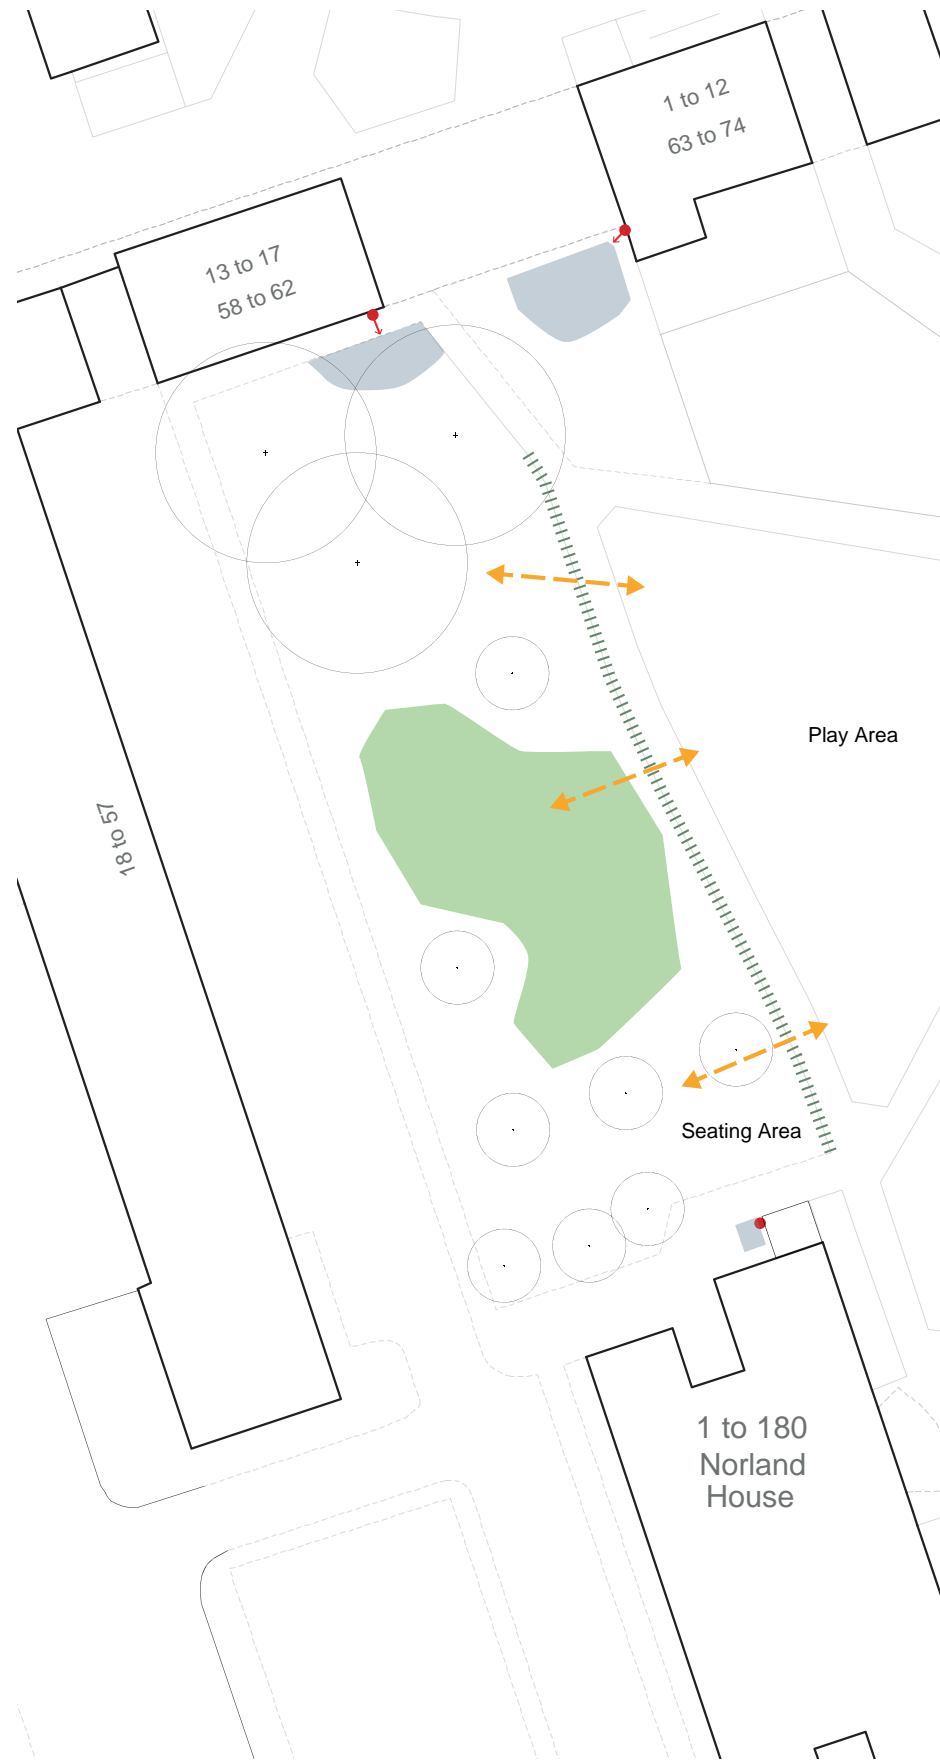 1 to 12
63 to 74
13 to 17
58 to 62
Play Area
18 to 57
Seating Area
1 to 180
Norland
House